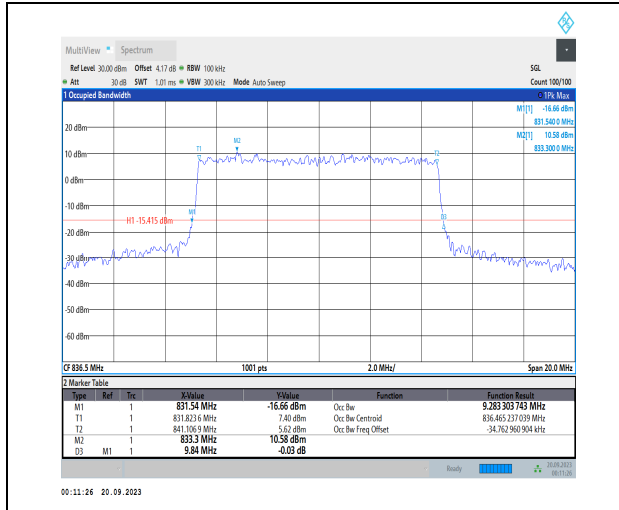 MultiView Spectrum
Ref Level 30.00 dBm Offset 4.17 dB RBW 100 kHz SGL
Att 30 dB SWT 1.01 ms VBW 300 kHz Mode Auto Sweep Count 100/100
1 Occupied Bandwidth 1Pk Max
M1[1] -16.66 dBm
831.540 0 MHz
M2[1] 10.58 dBm
833.300 0 MHz
20 dBm
M2
T1 T2
10 dBm
0 dBm
-10 dBm
M1
H1 -15.415 dBm
D3
-20 dBm
-30 dBm
-40 dBm
-50 dBm
-60 dBm
CF 836.5 MHz 1001 pts 2.0 MHz/ Span 20.0 MHz
2 Marker Table
Type Ref Trc X-Value Y-Value Function Function Result
M1 1 831.54 MHz -16.66 dBm Occ Bw 9.283 303 743 MHz
T1 1 831.823 6 MHz 7.40 dBm Occ Bw Centroid 836.465 237 039 MHz
T2 1 841.106 9 MHz 5.62 dBm Occ Bw Freq Offset -34.762 960 904 kHz
M2 1 833.3 MHz 10.58 dBm
D3 M1 1 9.84 MHz -0.03 dB
Ready 20.09.2023
00:11:26
00:11:26 20.09.2023